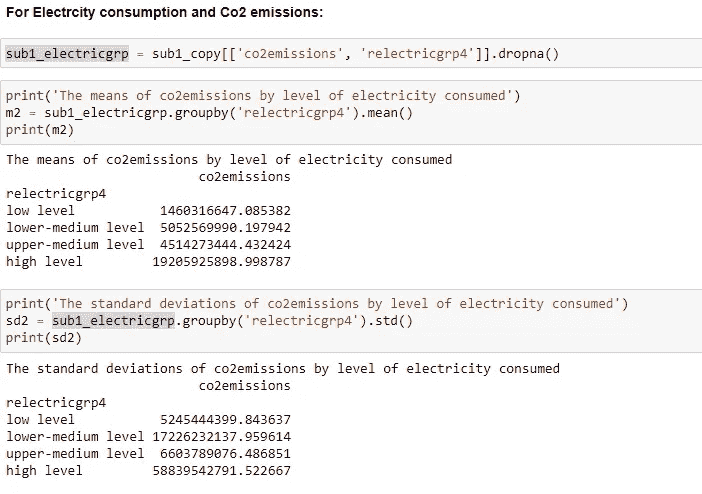 For Electrcity consumption and Co2 emissions:
sub1_electricgrp = sub1_copy[['co2emissions', 'relectricgrp4']].dropna()
print('The means of co2emissions by level of electricity consumed')
m2 = sub1_electricgrp.groupby('relectricgrp4').mean()
print(m2)
The means of co2emissions by level of electricity consumed
co2emissions
relectricgrp4
low level 1460316647.085382
lower-medium level 5052569990.197942
upper-medium level 4514273444.432424
high level 19205925898.998787
print('The standard deviations of co2emissions by level of electricity consumed')
sd2 = sub1_electricgrp.groupby('relectricgrp4').std()
print(sd2)
The standard deviations of co2emissions by level of electricity consumed
co2emissions
relectricgrp4
low level 5245444399.843637
lower-medium level 17226232137.959614
upper-medium level 6603789076.486851
high level 58839542791.522667